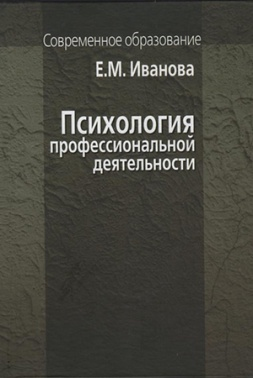 Современное образование
Е.М. Иванова
Психология
профессиональной
деятельности